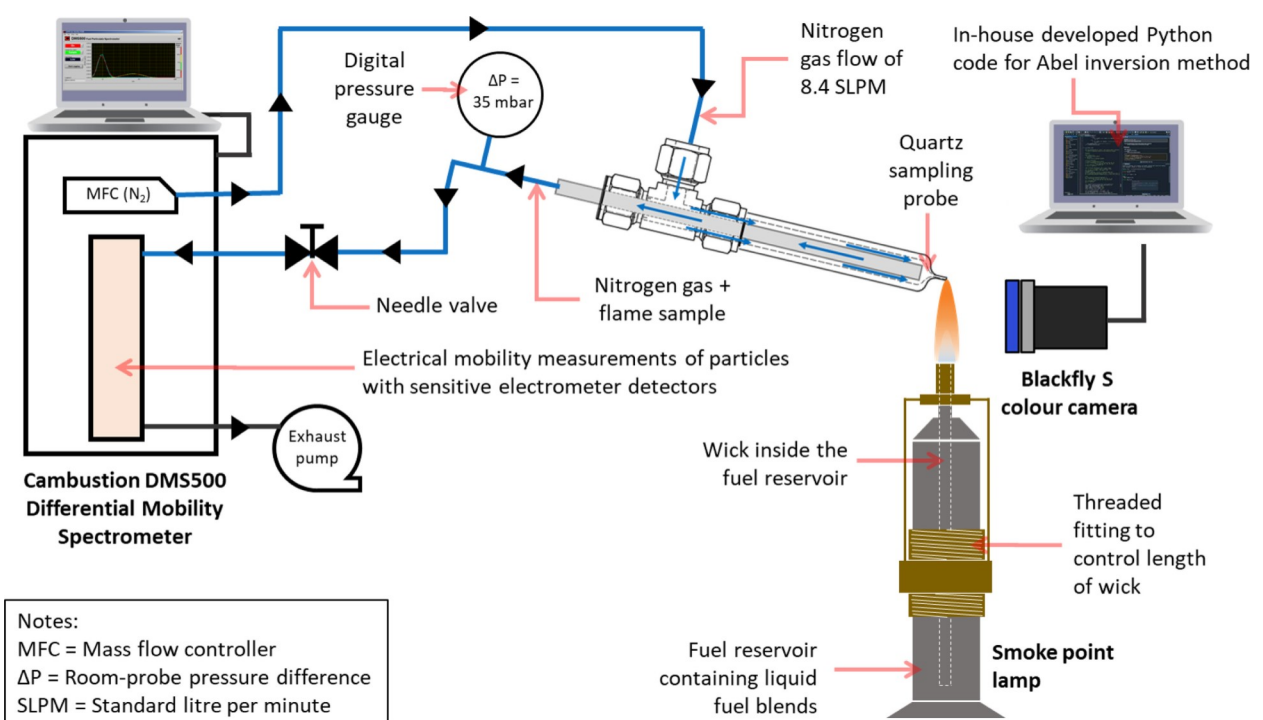 Digital
pressure
gauge
ΔP =
35 mbar
Nitrogen
gas flow of
8.4 SLPM
In-house developed Python
code for Abel inversion method
MFC (N₂)
Quartz
sampling
probe
Needle valve
Nitrogen gas +
flame sample
Electrical mobility measurements of particles
with sensitive electrometer detectors
Blackfly S
colour camera
Exhaust
pump
Cambustion DMS500
Differential Mobility
Spectrometer
Wick inside the
fuel reservoir
Threaded
fitting to
control length
of wick
Fuel reservoir
containing liquid
fuel blends
Smoke point
lamp
Notes:
MFC = Mass flow controller
ΔP = Room-probe pressure difference
SLPM = Standard litre per minute